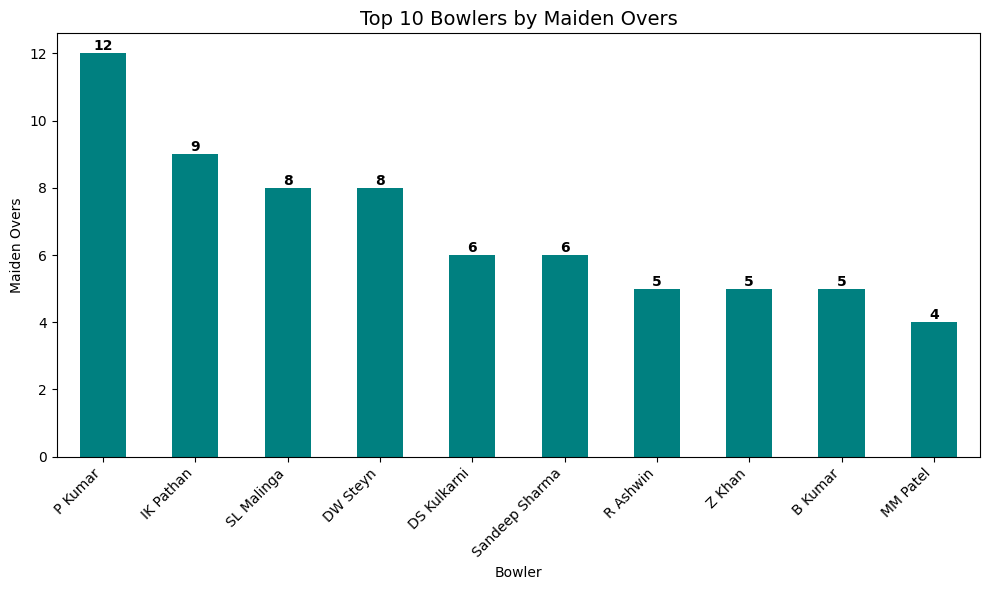 Top 10 Bowlers by Maiden Overs
Maiden Overs
12
10
8
6
4
2
0
12
9
8
8
6
6
5
5
5
4
P Kumar
IK Pathan
SL Malinga
DW Steyn
DS Kulkarni
Sandeep Sharma
R Ashwin
Z Khan
B Kumar
MM Patel
Bowler